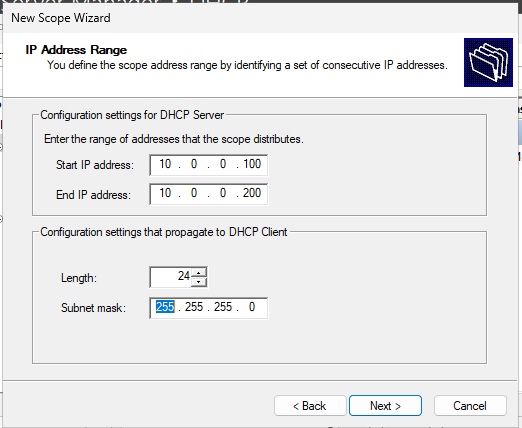 New Scope Wizard
IP Address Range
You define the scope address range by identifying a set of consecutive IP addresses.
Configuration settings for DHCP Server
Enter the range of addresses that the scope distributes.
Start IP address: 10 . 0 . 0 . 100
End IP address: 10 . 0 . 0 . 200
Configuration settings that propagate to DHCP Client
Length: 24
Subnet mask: 255 . 255 . 255 . 0
< Back Next > Cancel